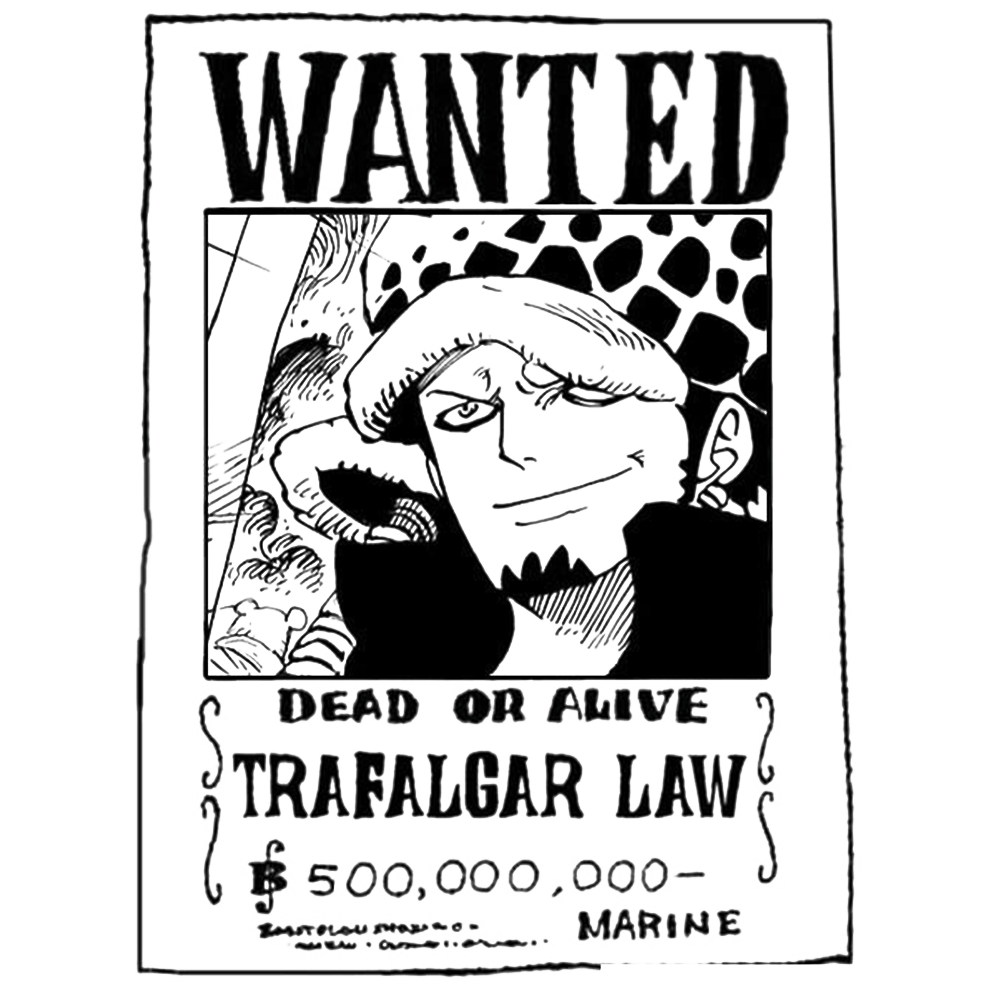 WANTED
DEAD OR ALIVE
TRAFALGAR LAW
฿ 500,000,000-
MARINE